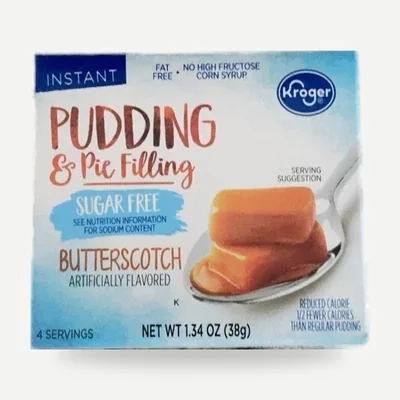 INSTANT
FAT FREE • NO HIGH FRUCTOSE CORN SYRUP
Kroger®
PUDDING
& Pie Filling
SERVING
SUGGESTION
SUGAR FREE
SEE NUTRITION INFORMATION
FOR SODIUM CONTENT
BUTTERSCOTCH
ARTIFICIALLY FLAVORED
K
REDUCED CALORIE
1/2 FEWER CALORIES
THAN REGULAR PUDDING
4 SERVINGS
NET WT 1.34 OZ (38g)